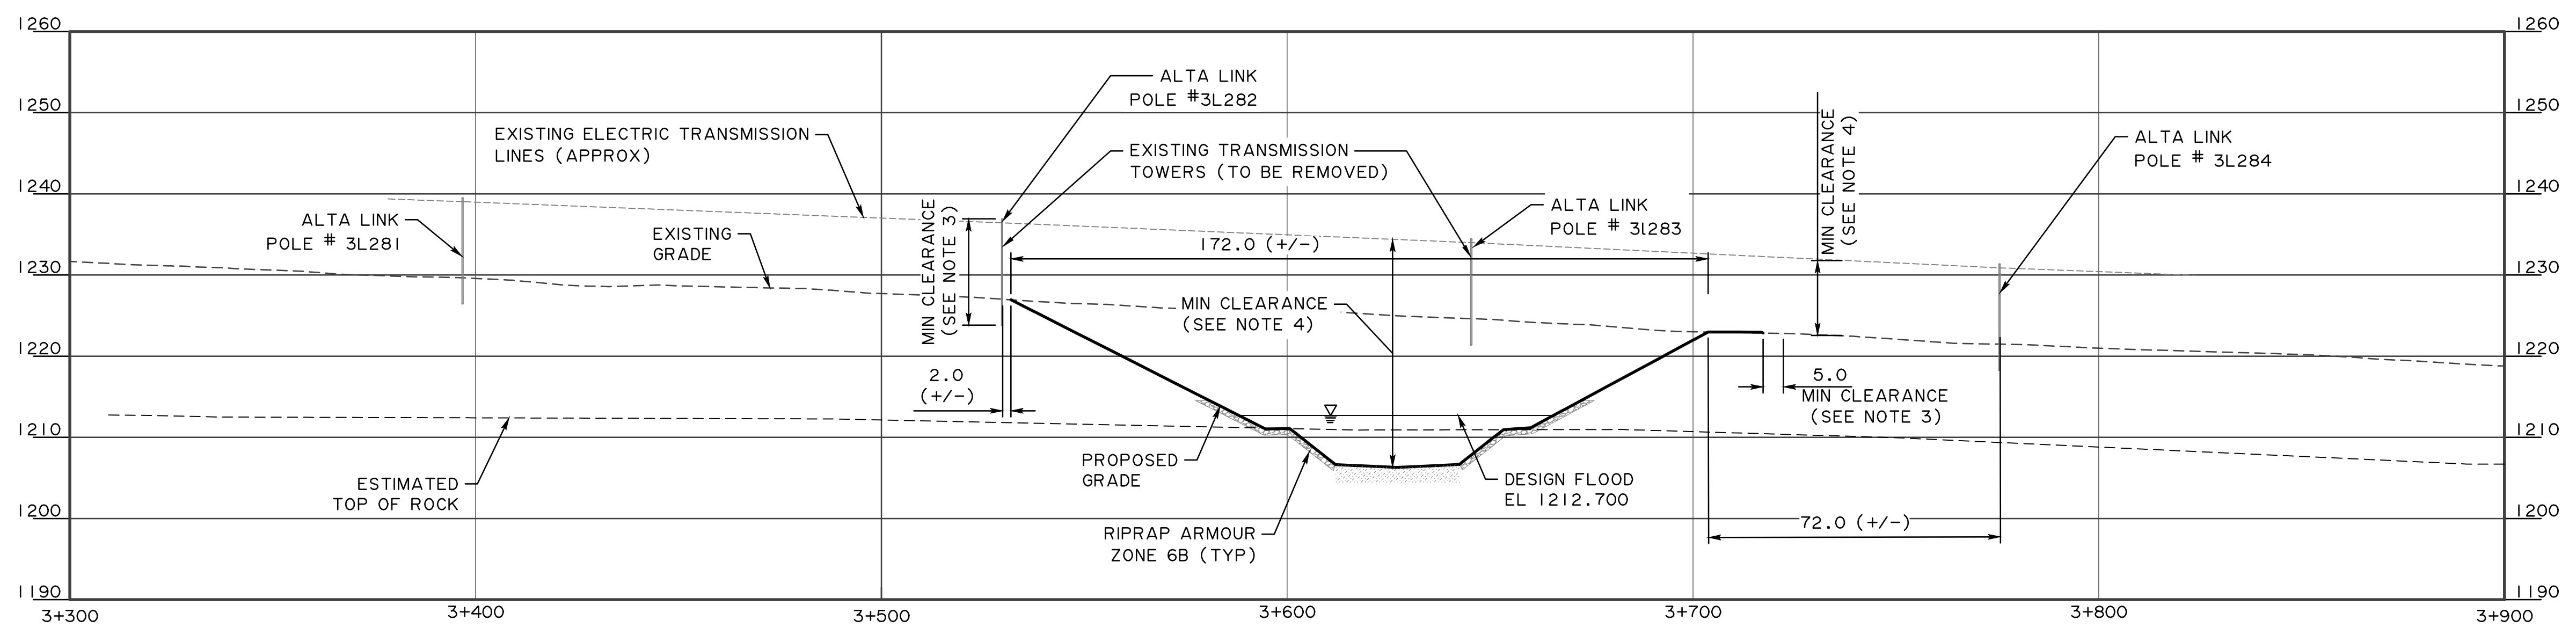 1260
1260
ALTA LINK
POLE #3L282
1250
1250
EXISTING ELECTRIC TRANSMISSION
LINES (APPROX)
EXISTING TRANSMISSION
TOWERS (TO BE REMOVED)
MIN CLEARANCE
(SEE NOTE 4)
ALTA LINK
POLE # 3L284
1240
1240
ALTA LINK
POLE # 3L281
EXISTING
GRADE
MIN CLEARANCE
(SEE NOTE 3)
172.0 (+/-)
ALTA LINK
POLE # 3l283
1230
1230
MIN CLEARANCE
(SEE NOTE 4)
1220
1220
2.0
(+/-)
5.0
MIN CLEARANCE
(SEE NOTE 3)
1210
1210
ESTIMATED
TOP OF ROCK
PROPOSED
GRADE
DESIGN FLOOD
EL 1212.700
1200
1200
RIPRAP ARMOUR
ZONE 6B (TYP)
72.0 (+/-)
1190
1190
3+300
3+400
3+500
3+600
3+700
3+800
3+900